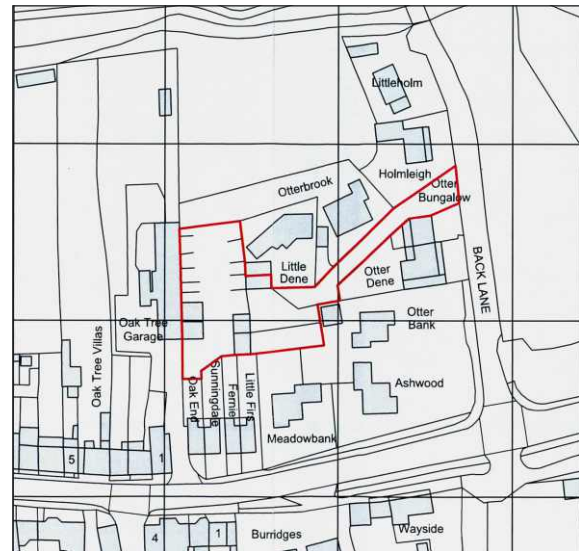 Littleholm
Holmleigh
Otterbrook
Otter
Bungalow
Little
Dene
Otter
Dene
BACK LANE
Oak Tree
Garage
Oak Tree Villas
Otter
Bank
Ashwood
Oak End
Sunningdale
Fernie
Little Firs
Meadowbank
5
1
4
1
Burridges
Wayside